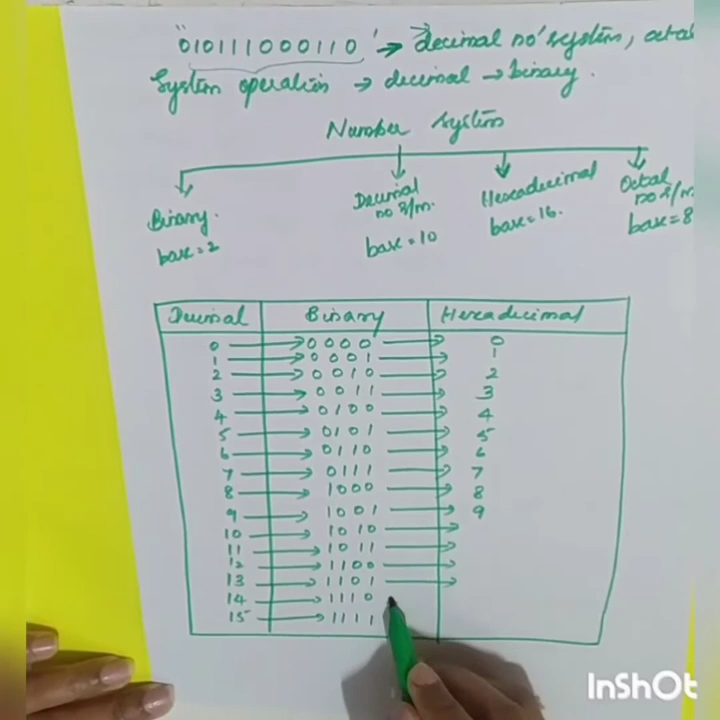 "010111000110" → decimal no' system, octal
System operation → decimal → binary.
Number system
Binary.
base = 2
Decimal
no s/m.
base = 10
Hexadecimal
base = 16.
Octal
no s/m.
base = 8
Decimal Binary Hexadecimal
0 → 0000 → 0
1 → 0001 → 1
2 → 0010 → 2
3 → 0011 → 3
4 → 0100 → 4
5 → 0101 → 5
6 → 0110 → 6
7 → 0111 → 7
8 → 1000 → 8
9 → 1001 → 9
10 → 1010 →
11 → 1011 →
12 → 1100 →
13 → 1101 →
14 → 1110
15 → 1111
InShOt